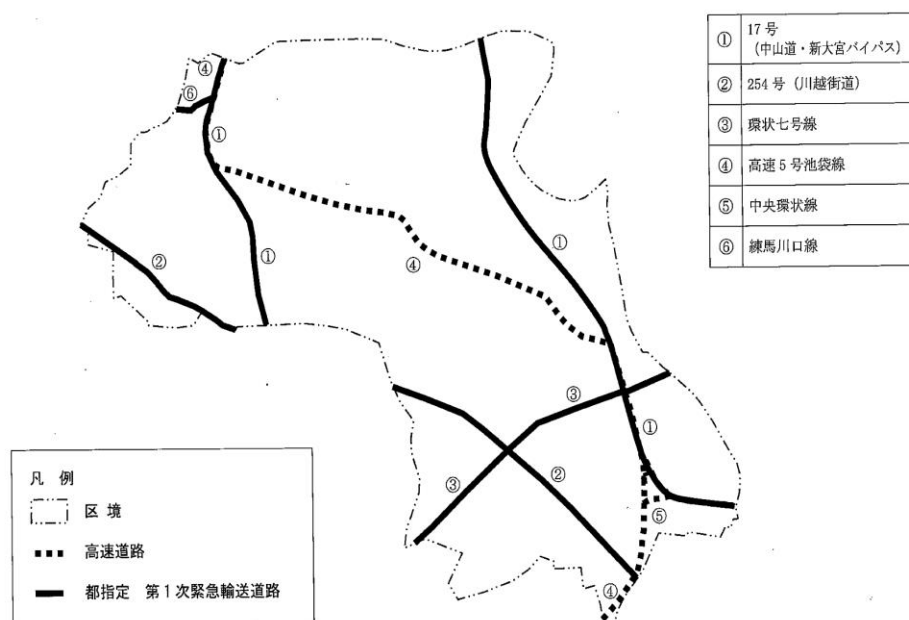 ① 17号
(中山道・新大宮バイパス)
② 254号(川越街道)
③ 環状七号線
④ 高速5号池袋線
⑤ 中央環状線
⑥ 練馬川口線
④
⑥
①
①
②
④
①
③
①
③
②
⑤
④
凡 例
区 境
高速道路
都指定 第1次緊急輸送道路